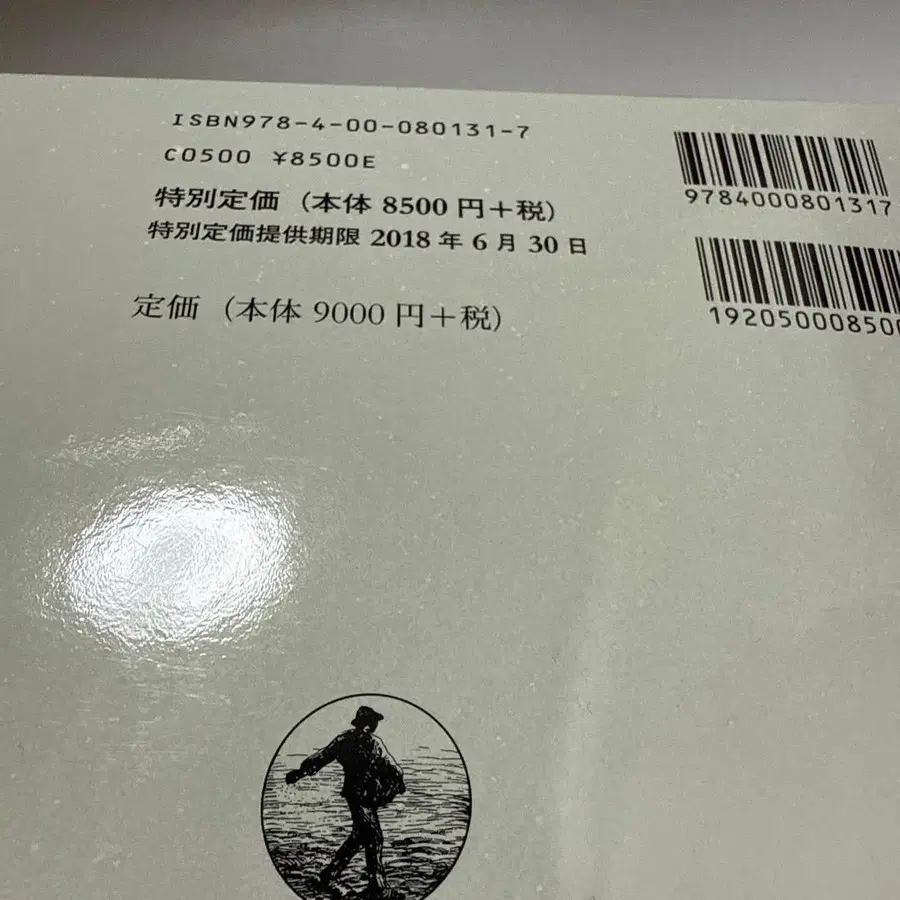 ISBN978-4-00-080131-7
C0500 ¥8500E
特別定価（本体 8500 円＋税）
特別定価提供期限 2018 年 6 月 30 日
定価（本体 9000 円＋税）
9784000801317
192050008500